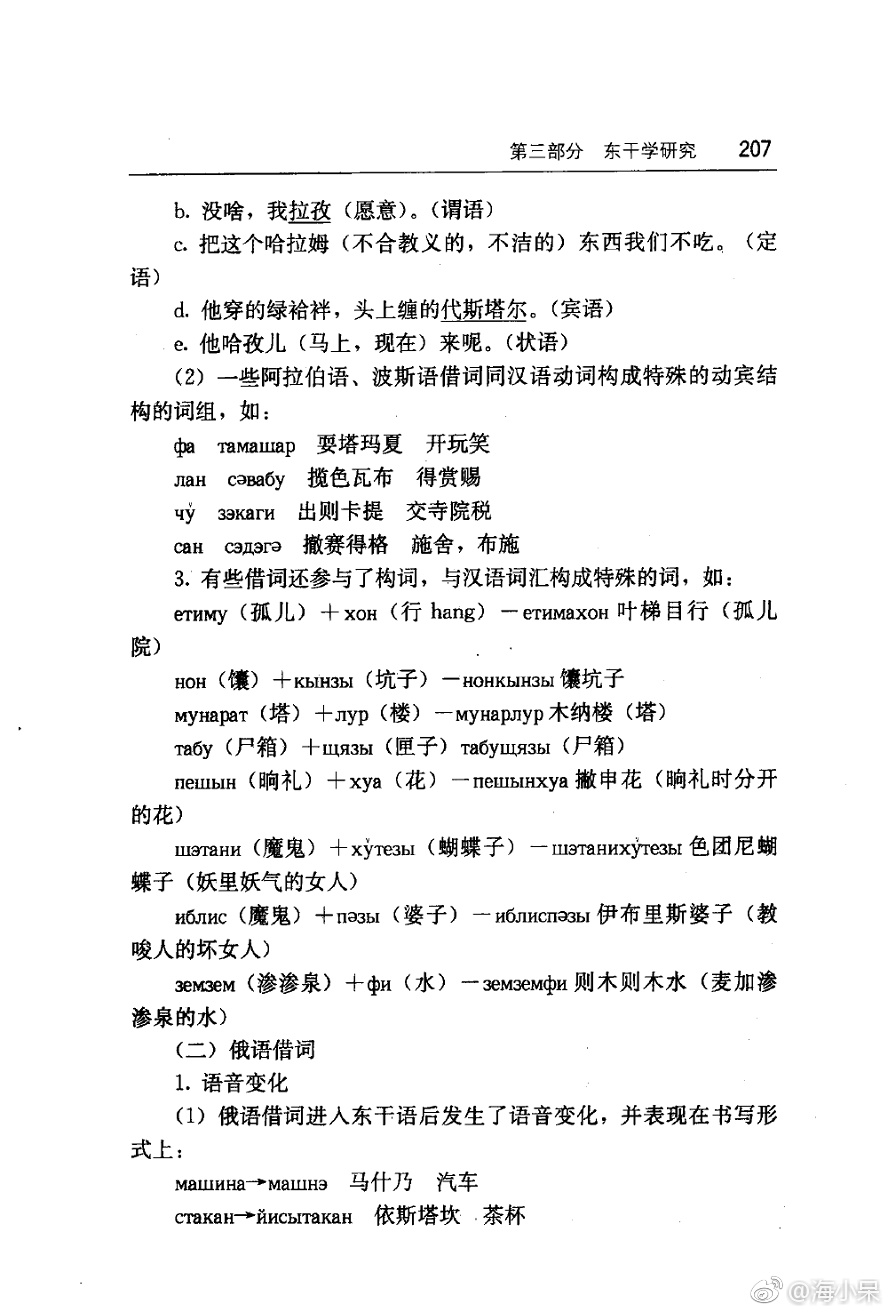 第三部分 东干学研究 207
b. 没啥，我拉孜（愿意）。（谓语）
c. 把这个哈拉姆（不合教义的，不洁的）东西我们不吃。（定
语）
d. 他穿的绿袷袢，头上缠的代斯塔尔。（宾语）
e. 他哈孜儿（马上，现在）来呢。（状语）
（2）一些阿拉伯语、波斯语借词同汉语动词构成特殊的动宾结
构的词组，如：
фа тамашар 耍塔玛夏 开玩笑
лан сәвабу 揽色瓦布 得赏赐
чў зэкаги 出则卡提 交寺院税
сан сэдэгә 撒赛得格 施舍，布施
3. 有些借词还参与了构词，与汉语词汇构成特殊的词，如：
етиму（孤儿）＋хон（行 hang）－етимахон 叶梯目行（孤儿
院）
нон（馕）＋кынзы（坑子）－нонкынзы 馕坑子
мунарат（塔）＋лур（楼）－мунарлур 木纳楼（塔）
табу（尸箱）＋щязы（匣子）табущязы（尸箱）
пешын（晌礼）＋хуа（花）－пешынхуа 撇申花（晌礼时分开
的花）
шәтани（魔鬼）＋хўтезы（蝴蝶子）－шәтанихўтезы 色团尼蝴
蝶子（妖里妖气的女人）
иблис（魔鬼）＋пәзы（婆子）－иблиспәзы 伊布里斯婆子（教
唆人的坏女人）
земзем（渗渗泉）＋фи（水）－земземфи 则木则木水（麦加渗
渗泉的水）
（二）俄语借词
1. 语音变化
（1）俄语借词进入东干语后发生了语音变化，并表现在书写形
式上：
машина→машнэ 马什乃 汽车
стакан→йисытакан 依斯塔坎 茶杯
@海小呆